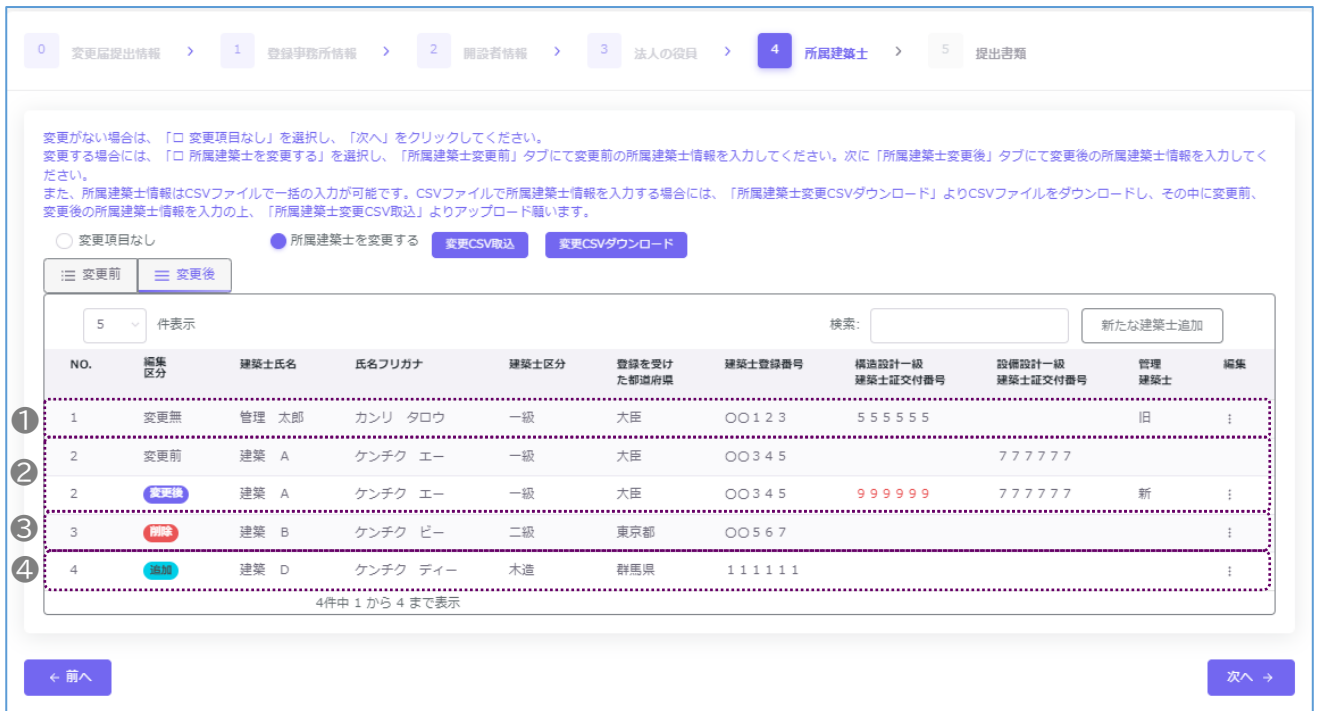 0 変更届提出情報 > 1 登録事務所情報 > 2 開設者情報 > 3 法人の役員 > 4 所属建築士 > 5 提出書類
変更がない場合は、「ロ 変更項目なし」を選択し、「次へ」をクリックしてください。
変更する場合には、「ロ 所属建築士を変更する」を選択し、「所属建築士変更前」タブにて変更前の所属建築士情報を入力してください。次に「所属建築士変更後」タブにて変更後の所属建築士情報を入力してく
ださい。
また、所属建築士情報はCSVファイルで一括の入力が可能です。CSVファイルで所属建築士情報を入力する場合には、「所属建築士変更CSVダウンロード」よりCSVファイルをダウンロードし、その中に変更前、
変更後の所属建築士情報を入力の上、「所属建築士変更CSV取込」よりアップロード願います。
変更項目なし 所属建築士を変更する 変更CSV取込 変更CSVダウンロード
変更前 変更後
5 件表示 検索: 新たな建築士追加
NO. 編集区分 建築士氏名 氏名フリガナ 建築士区分 登録を受けた都道府県 建築士登録番号 構造設計一級建築士証交付番号 設備設計一級建築士証交付番号 管理建築士 編集
❶ 1 変更無 管理 太郎 カンリ タロウ 一級 大臣 〇〇123 555555 旧 ⋮
❷ 2 変更前 建築 A ケンチク エー 一級 大臣 〇〇345 777777
2 変更後 建築 A ケンチク エー 一級 大臣 〇〇345 999999 777777 新 ⋮
❸ 3 削除 建築 B ケンチク ビー 二級 東京都 〇〇567 ⋮
❹ 4 追加 建築 D ケンチク ディー 木造 群馬県 111111 ⋮
4件中 1 から 4 まで表示
← 前へ 次へ →